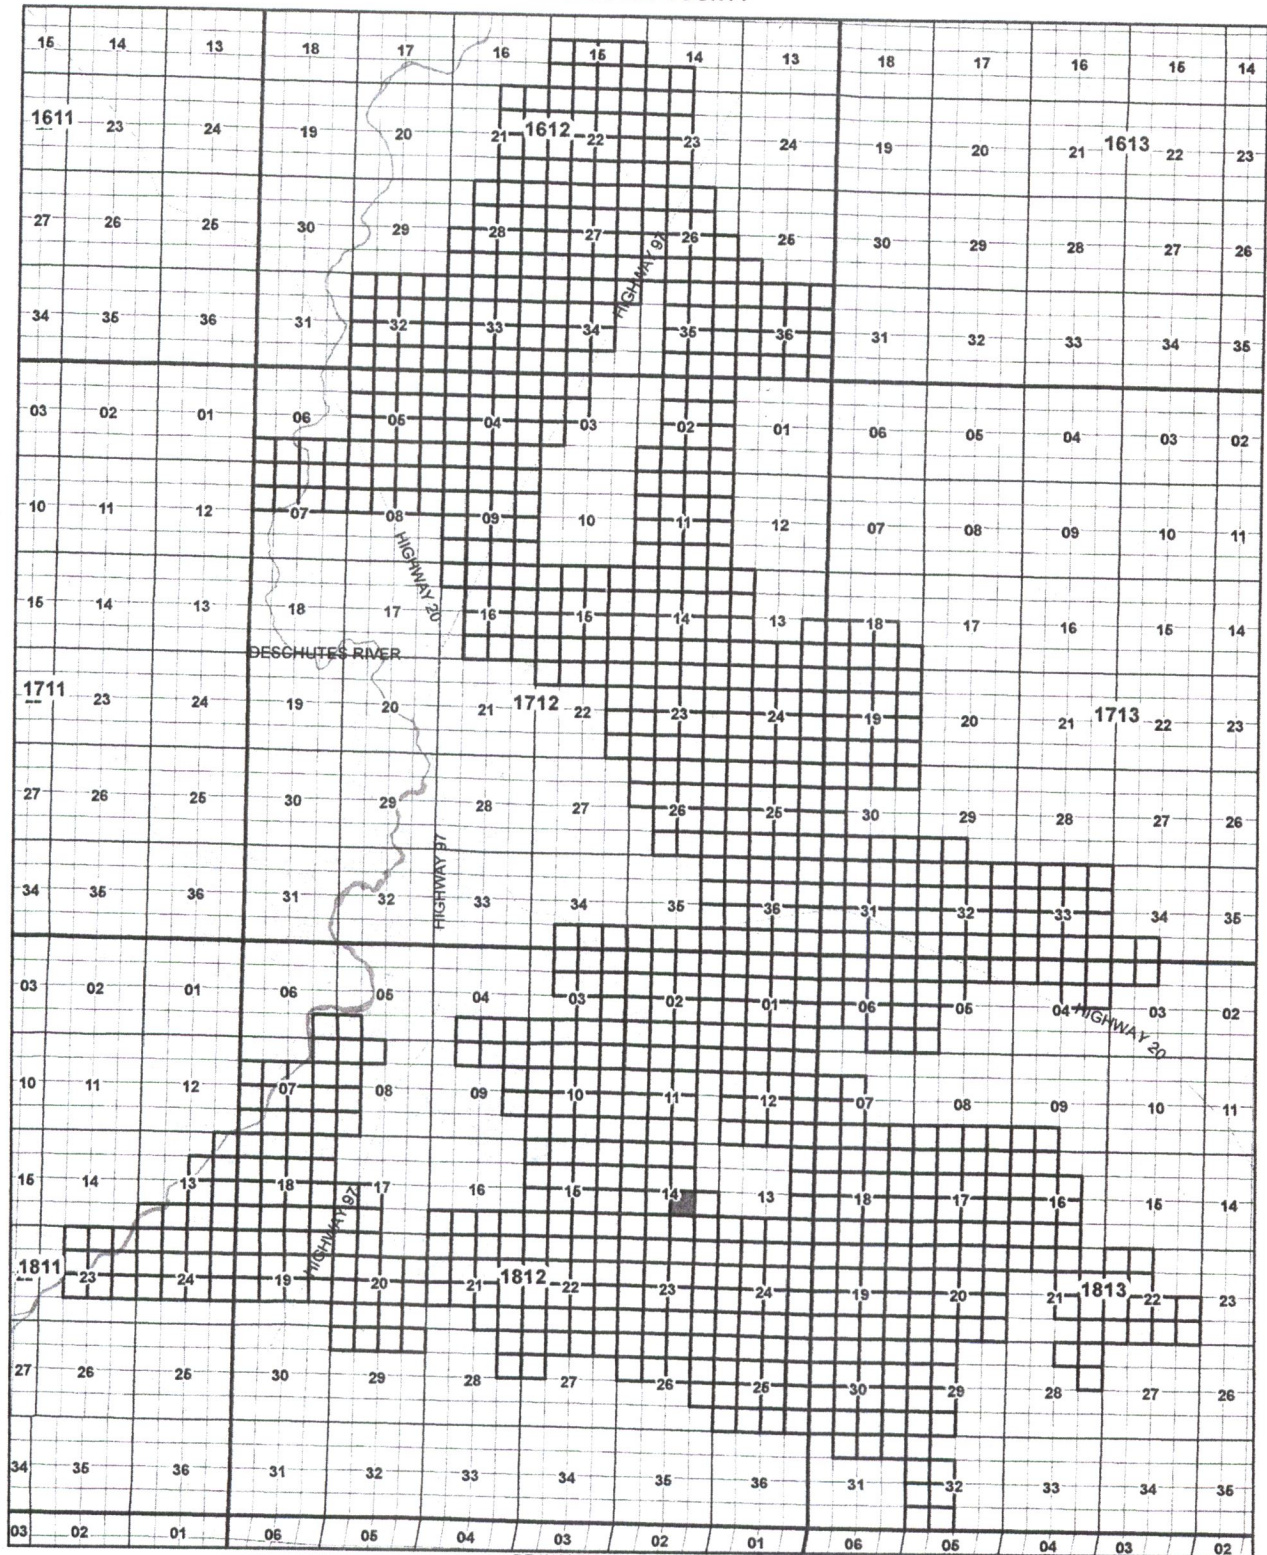 15 14 13 18 17 16 15 14 13 18 17 16 15 14
1611 23 24 19 20 21 1612 22 23 24 19 20 21 1613 22 23
27 26 25 30 29 28 27 26 25 30 29 28 27 26
HIGHWAY 97
34 35 36 31 32 33 34 35 36 31 32 33 34 35
03 02 01 06 05 04 03 02 01 06 05 04 03 02
10 11 12 07 08 09 10 11 12 07 08 09 10 11
HIGHWAY 20
15 14 13 18 17 16 15 14 13 18 17 16 15 14
DESCHUTES RIVER
1711 23 24 19 20 21 1712 22 23 24 19 20 21 1713 22 23
27 26 25 30 29 28 27 26 25 30 29 28 27 26
HIGHWAY 97
34 35 36 31 32 33 34 35 36 31 32 33 34 35
03 02 01 06 05 04 03 02 01 06 05 04 03 02
HIGHWAY 20
10 11 12 07 08 09 10 11 12 07 08 09 10 11
15 14 13 18 17 16 15 14 13 18 17 16 15 14
HIGHWAY 97
1811 23 24 19 20 21 1812 22 23 24 19 20 21 1813 22 23
27 26 25 30 29 28 27 26 25 30 29 28 27 26
34 35 36 31 32 33 34 35 36 31 32 33 34 35
03 02 01 06 05 04 03 02 01 06 05 04 03 02